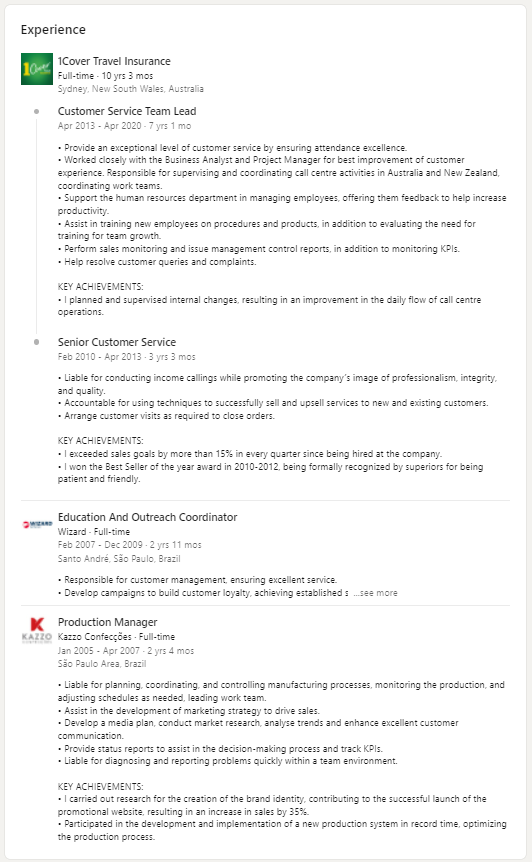 Experience
1Cover
1Cover Travel Insurance
Full-time · 10 yrs 3 mos
Sydney, New South Wales, Australia
Customer Service Team Lead
Apr 2013 - Apr 2020 · 7 yrs 1 mo
• Provide an exceptional level of customer service by ensuring attendance excellence.
• Worked closely with the Business Analyst and Project Manager for best improvement of customer
experience. Responsible for supervising and coordinating call centre activities in Australia and New Zealand,
coordinating work teams.
• Support the human resources department in managing employees, offering them feedback to help increase
productivity.
• Assist in training new employees on procedures and products, in addition to evaluating the need for
training for team growth.
• Perform sales monitoring and issue management control reports, in addition to monitoring KPIs.
• Help resolve customer queries and complaints.
KEY ACHIEVEMENTS:
• I planned and supervised internal changes, resulting in an improvement in the daily flow of call centre
operations.
Senior Customer Service
Feb 2010 - Apr 2013 · 3 yrs 3 mos
• Liable for conducting income callings while promoting the company's image of professionalism, integrity,
and quality.
• Accountable for using techniques to successfully sell and upsell services to new and existing customers.
• Arrange customer visits as required to close orders.
KEY ACHIEVEMENTS:
• I exceeded sales goals by more than 15% in every quarter since being hired at the company.
• I won the Best Seller of the year award in 2010-2012, being formally recognized by superiors for being
patient and friendly.
WIZARD
Education And Outreach Coordinator
Wizard · Full-time
Feb 2007 - Dec 2009 · 2 yrs 11 mos
Santo André, São Paulo, Brazil
• Responsible for customer management, ensuring excellent service.
• Develop campaigns to build customer loyalty, achieving established s ...see more
K
KAZZO
Production Manager
Kazzo Confecções · Full-time
Jan 2005 - Apr 2007 · 2 yrs 4 mos
São Paulo Area, Brazil
• Liable for planning, coordinating, and controlling manufacturing processes, monitoring the production, and
adjusting schedules as needed, leading work team.
• Assist in the development of marketing strategy to drive sales.
• Develop a media plan, conduct market research, analyse trends and enhance excellent customer
communication.
• Provide status reports to assist in the decision-making process and track KPIs.
• Liable for diagnosing and reporting problems quickly within a team environment.
KEY ACHIEVEMENTS:
• I carried out research for the creation of the brand identity, contributing to the successful launch of the
promotional website, resulting in an increase in sales by 35%.
• Participated in the development and implementation of a new production system in record time, optimizing
the production process.